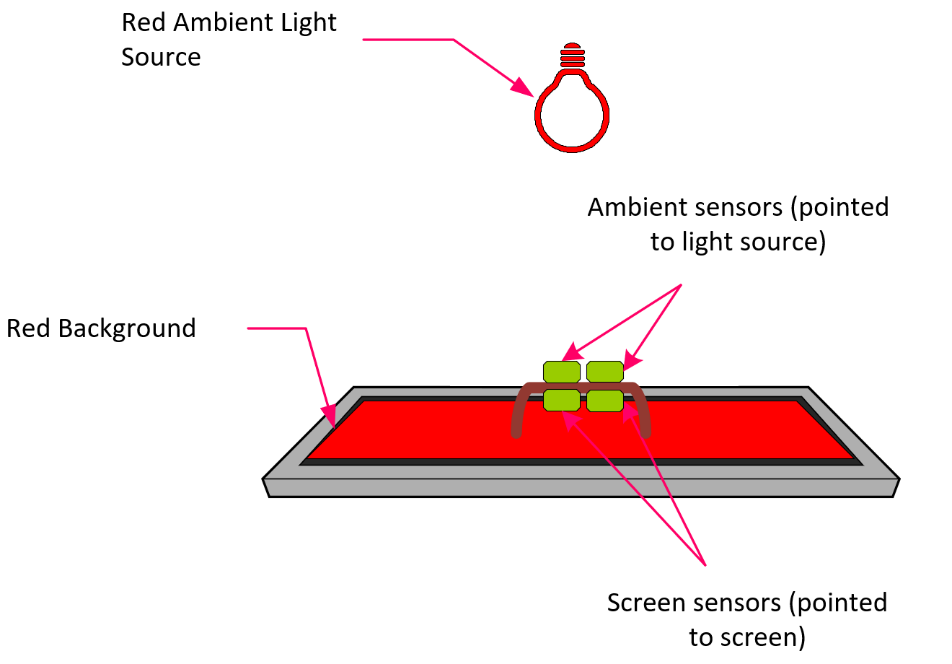 Red Ambient Light
Source
Ambient sensors (pointed
to light source)
Red Background
Screen sensors (pointed
to screen)